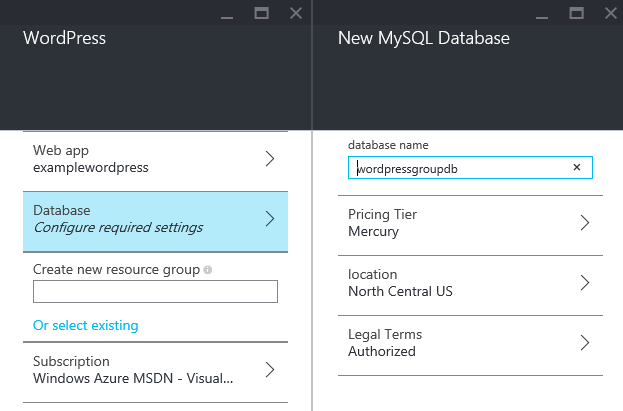 WordPress
Web app
examplewordpress
Database
Configure required settings
Create new resource group
Or select existing
Subscription
Windows Azure MSDN - Visual...
New MySQL Database
database name
wordpressgroupdb
Pricing Tier
Mercury
location
North Central US
Legal Terms
Authorized